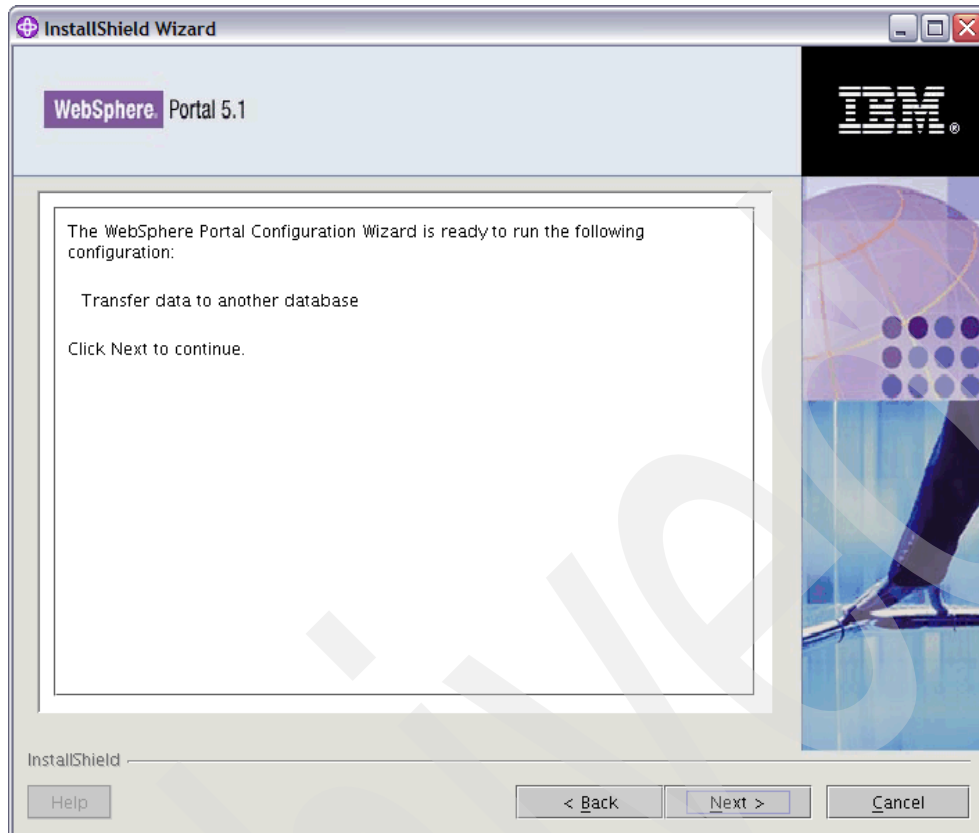 InstallShield Wizard
WebSphere. Portal 5.1
IBM®
The WebSphere Portal Configuration Wizard is ready to run the following
configuration:
Transfer data to another database
Click Next to continue.
InstallShield
Help
< Back
Next >
Cancel